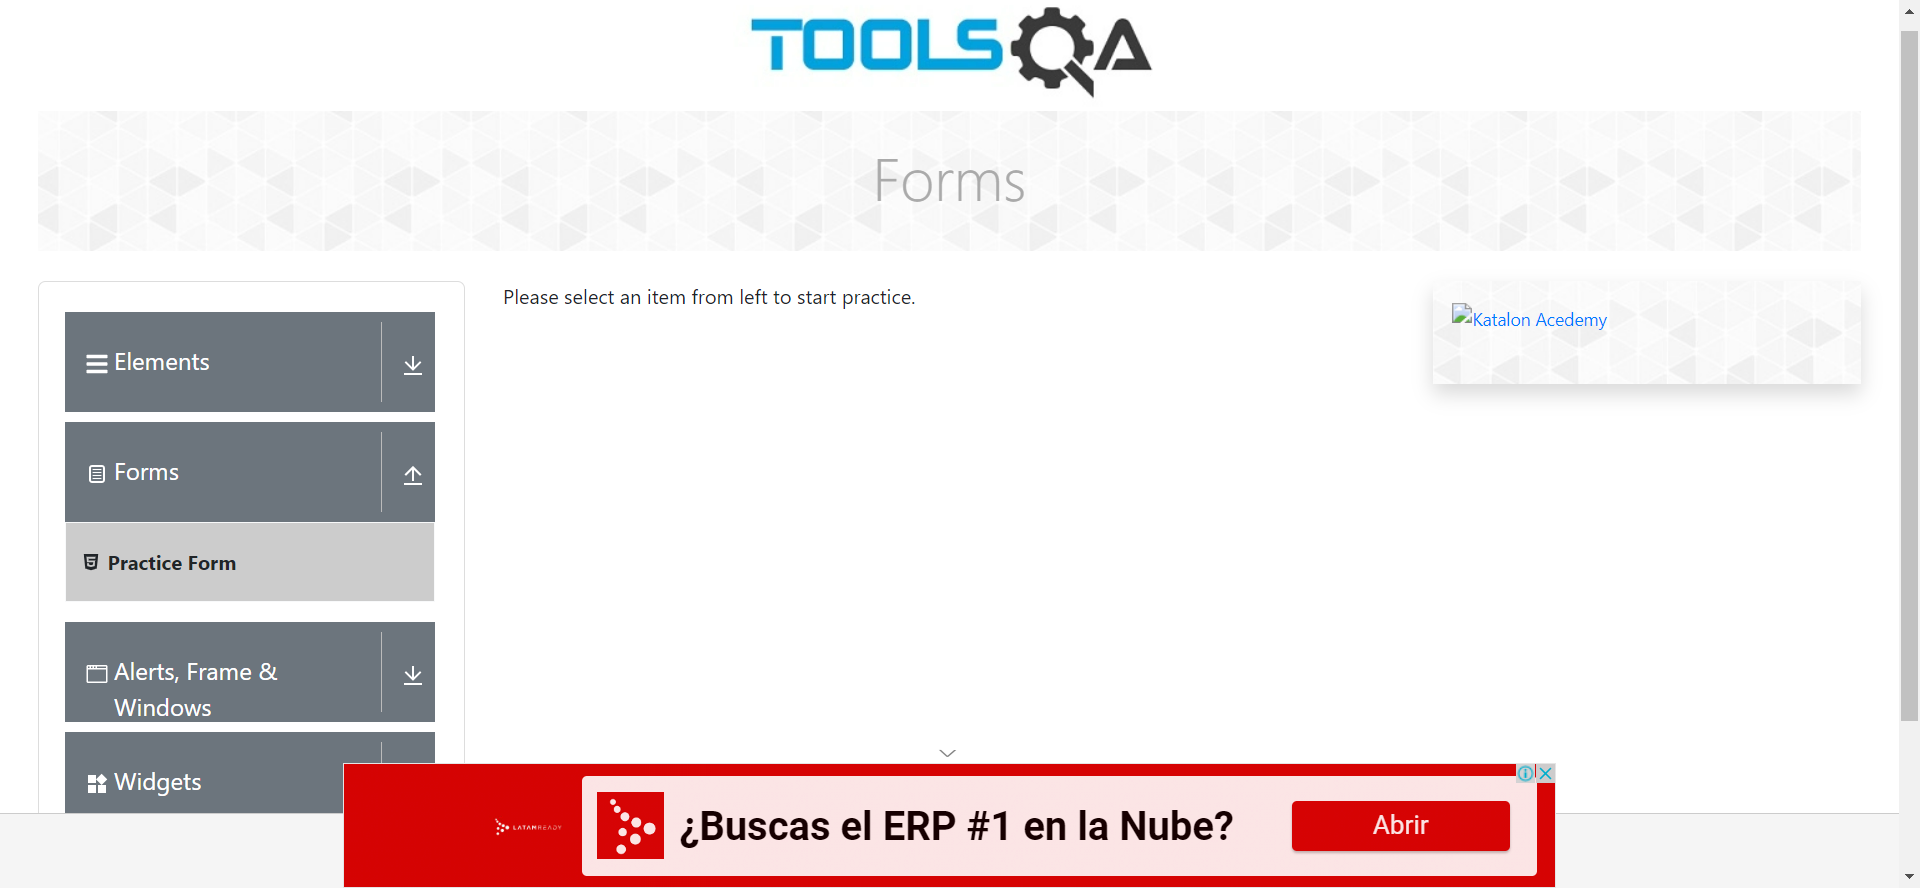 TOOLSQA
Forms
Elements
Forms
Practice Form
Alerts, Frame &
Windows
Widgets
Please select an item from left to start practice.
Katalon Acedemy
LATAMREADY
¿Buscas el ERP #1 en la Nube?
Abrir